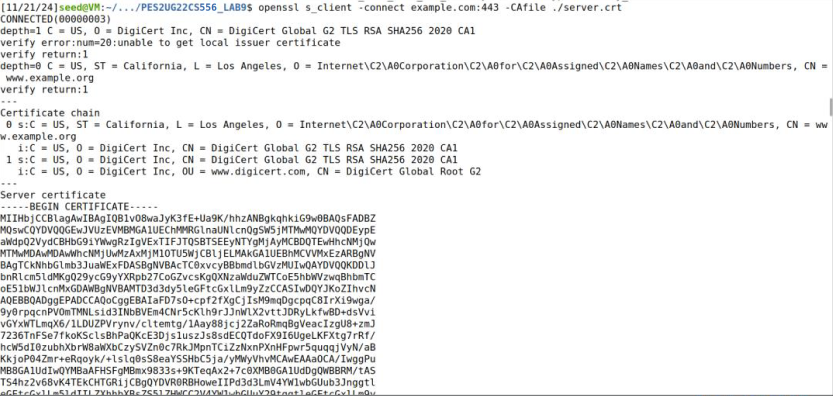 [11/21/24]seed@VM:~/.../PES2UG22CS556_LAB9$ openssl s_client -connect example.com:443 -CAfile ./server.crt
CONNECTED(00000003)
depth=1 C = US, O = DigiCert Inc, CN = DigiCert Global G2 TLS RSA SHA256 2020 CA1
verify error:num=20:unable to get local issuer certificate
verify return:1
depth=0 C = US, ST = California, L = Los Angeles, O = Internet\C2\A0Corporation\C2\A0for\C2\A0Assigned\C2\A0Names\C2\A0and\C2\A0Numbers, CN =
www.example.org
verify return:1
---
Certificate chain
0 s:C = US, ST = California, L = Los Angeles, O = Internet\C2\A0Corporation\C2\A0for\C2\A0Assigned\C2\A0Names\C2\A0and\C2\A0Numbers, CN = ww
w.example.org
i:C = US, O = DigiCert Inc, CN = DigiCert Global G2 TLS RSA SHA256 2020 CA1
1 s:C = US, O = DigiCert Inc, CN = DigiCert Global G2 TLS RSA SHA256 2020 CA1
i:C = US, O = DigiCert Inc, OU = www.digicert.com, CN = DigiCert Global Root G2
---
Server certificate
-----BEGIN CERTIFICATE-----
MIIHbjCCBlagAwIBAgIQB1vO8waJyK3fE+Ua9K/hhzANBgkqhkiG9w0BAQsFADBZ
MQswCQYDVQQGEwJVUzEVMBMGA1UEChMMRGlnaUNlcnQgSW5jMTMwMQYDVQQDEypE
aWdpQ2VydCBHbG9iYWwgRzIgVExTIFJTQSBTSEEyNTYgMjAyMCBDQTEwHhcNMjQw
MTMwMDAwMDAwWhcNMjUwMzAxMjM1OTU5WjCBljELMAkGA1UEBhMCVVMxEzARBgNV
BAgTCkNhbGlmb3JuaWExFDASBgNVBAcTC0xvcyBBbmdlbGVzMUIwQAYDVQQKDDlJ
bnRlcm5ldMKgQ29ycG9yYXRpb27CoGZvcsKgQXNzaWduZWTCoE5hbWVzwqBhbmTC
oE51bWJlcnMxGDAWBgNVBAMTD3d3dy5leGFtcGxlLm9yZzCCASIwDQYJKoZIhvcN
AQEBBQADggEPADCCAQoCggEBAIaFD7sO+cpf2fXgCjIsM9mqDgcpqC8IrXi9wga/
9y0rpqcnPVOmTMNLsid3INbBVEm4CNr5cKlh9rJJnWlX2vttJDRyLkfwBD+dsVvi
vGYxWTLmqX6/1LDUZPVrynv/cltemtg/1Aay88jcj2ZaRoRmqBgVeacIzgU8+zmJ
7236TnFSe7fkoKSclsBhPaQKcE3Djs1uszJs8sdECQTdoFX9I6UgeLKFXtg7rRf/
hcW5dI0zubhXbrW8aWXbCzySVZn0c7RkJMpnTCiZzNxnPXnHFpwr5quqqjVyN/aB
KkjoP04Zmr+eRqoyk/+lslq0sS8eaYSSHbC5ja/yMWyVhvMCAwEAAaOCA/IwggPu
MB8GA1UdIwQYMBaAFHSFgMBmx9833s+9KTeqAx2+7c0XMB0GA1UdDgQWBBRM/tAS
TS4hz2v68vK4TEkCHTGRijCBgQYDVR0RBHoweIIPd3d3LmV4YW1wbGUub3Jnggtl